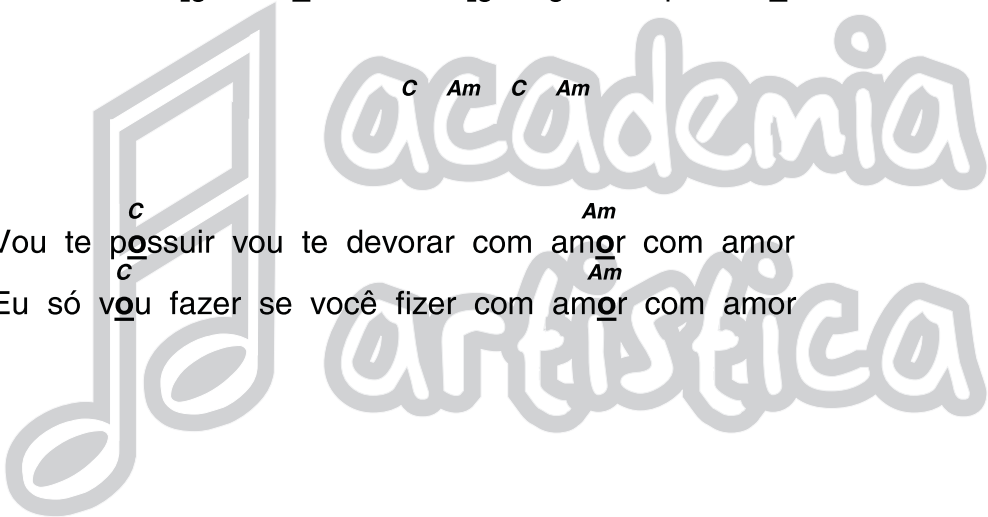 C Am C Am
C Am
Vou te possuir vou te devorar com amor com amor
C Am
Eu só vou fazer se você fizer com amor com amor
academia
artística